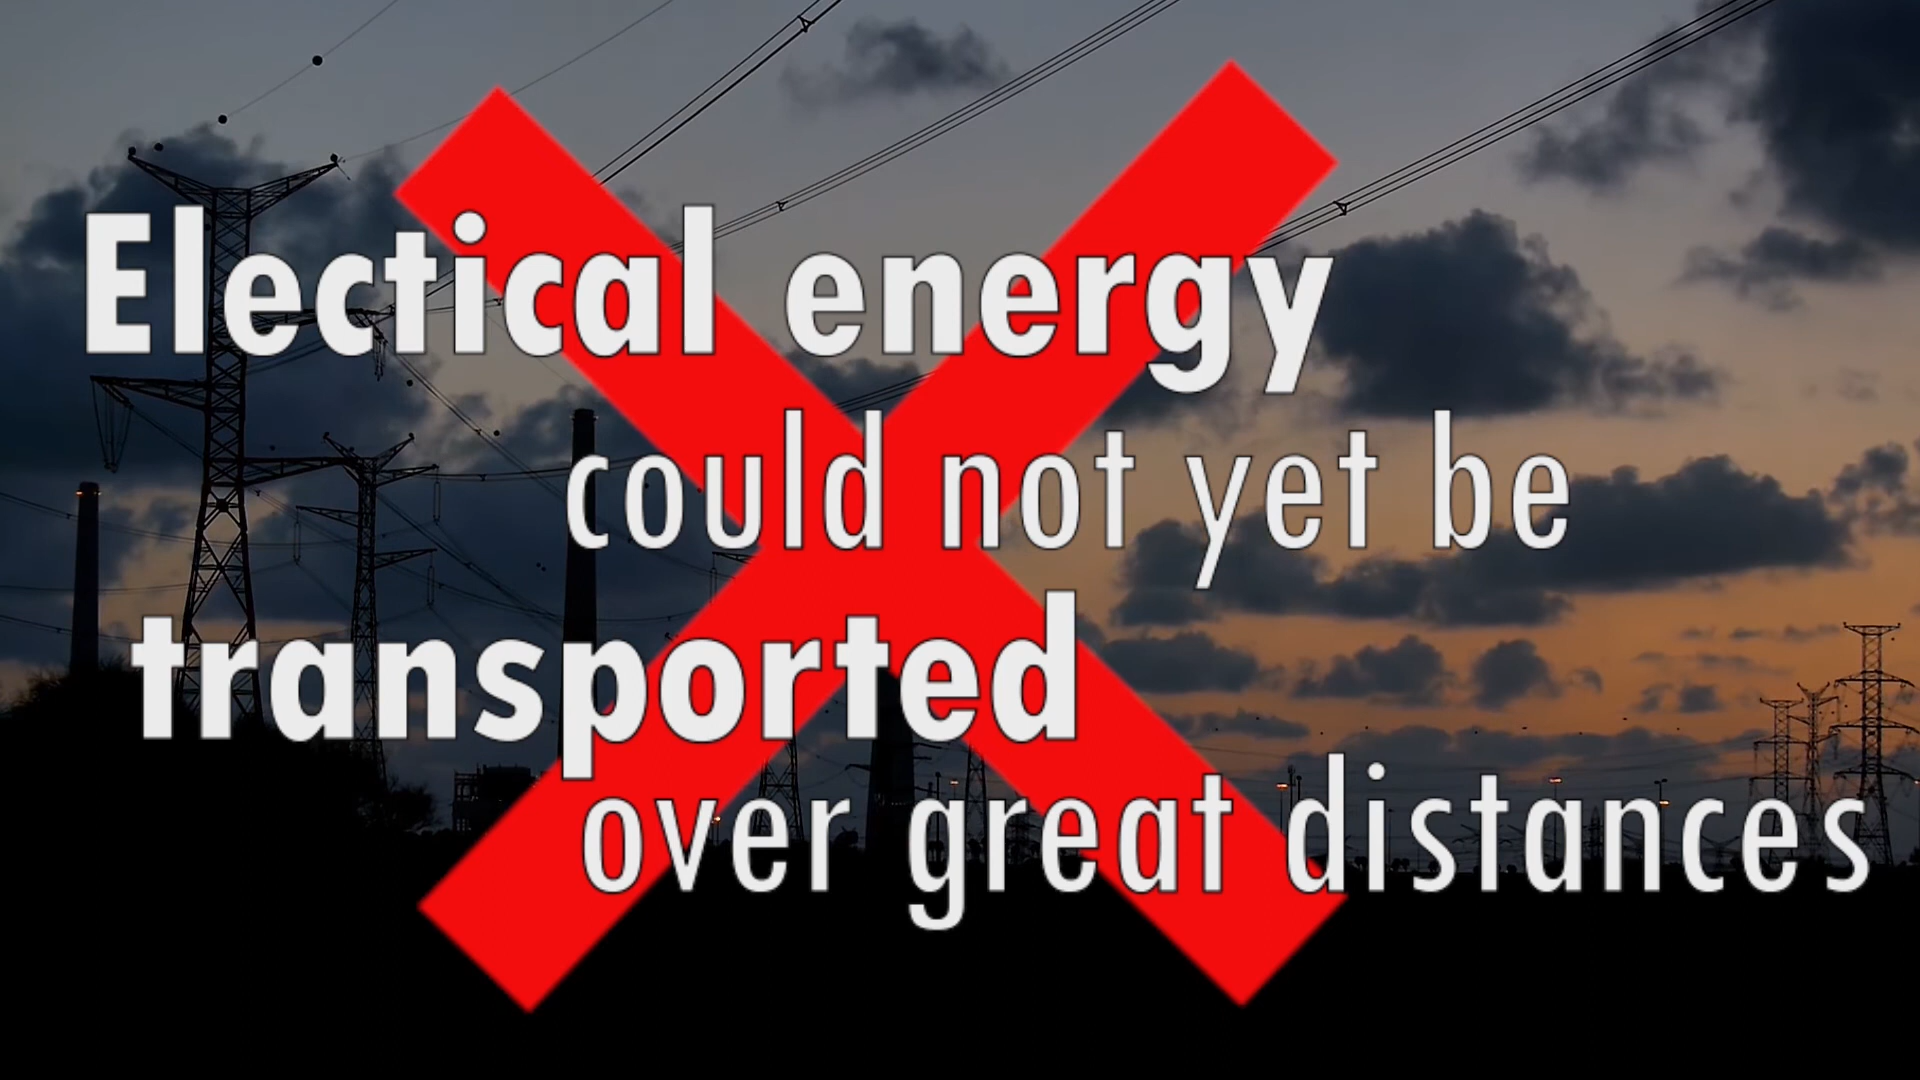 Electical energy
could not yet be
transported
over great distances